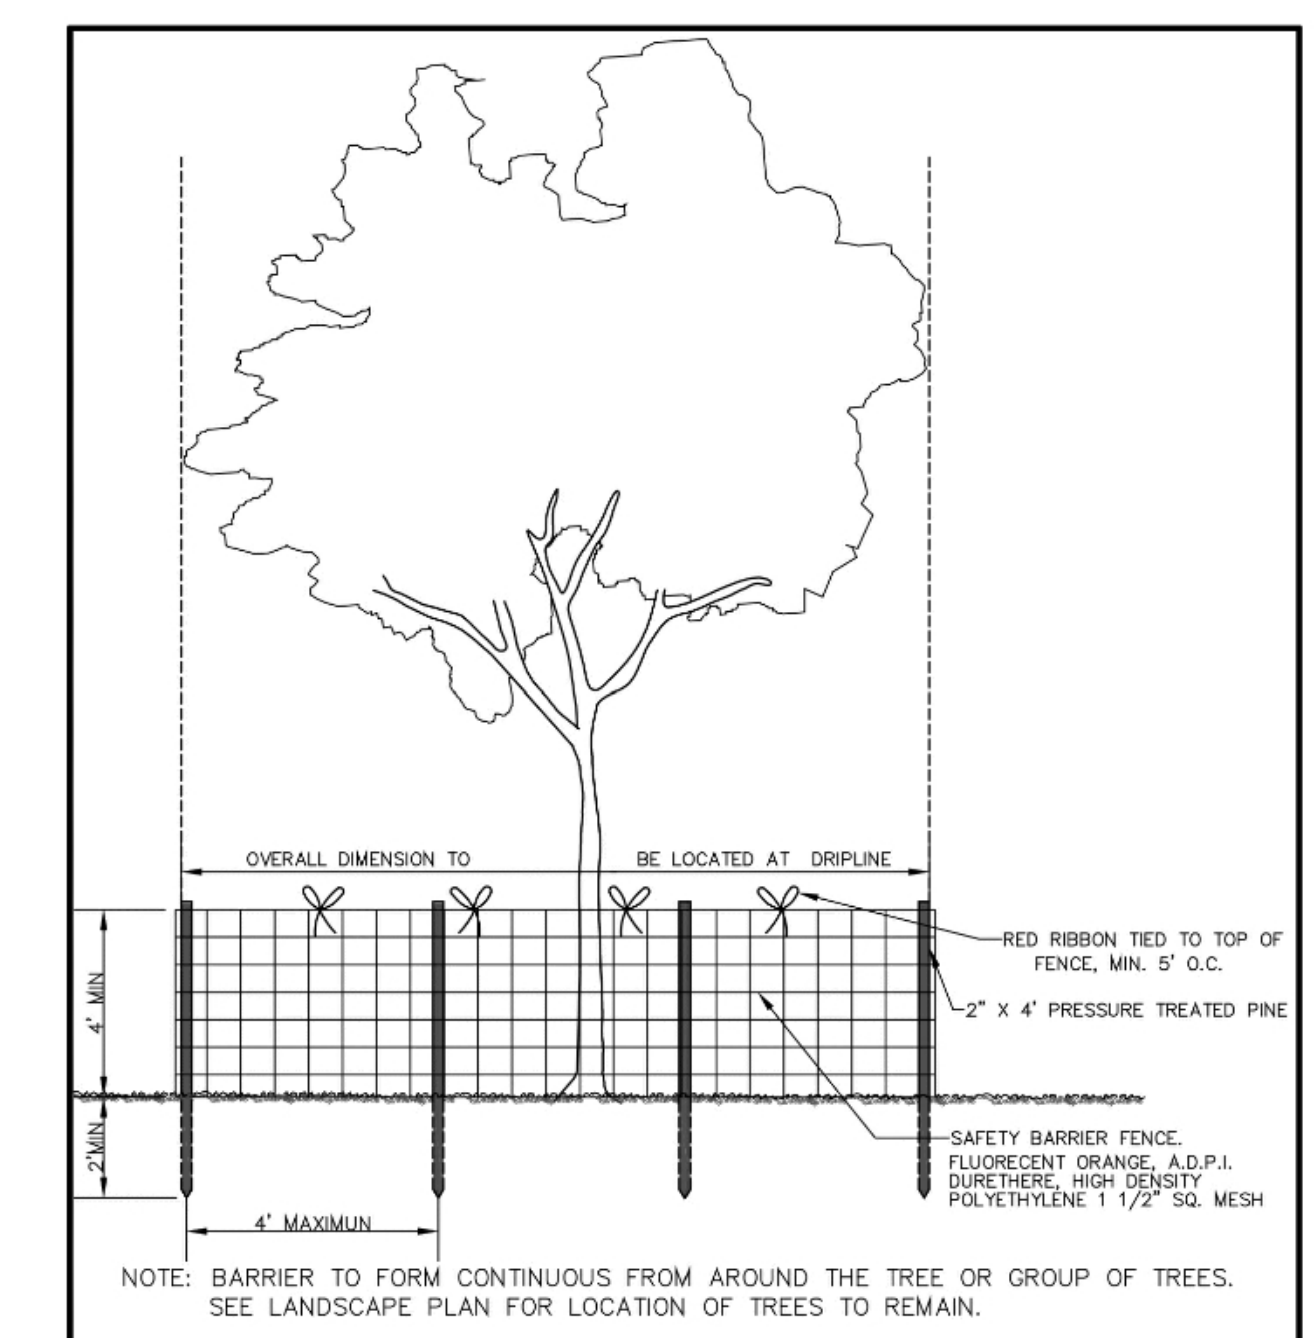 OVERALL DIMENSION TO BE LOCATED AT DRIPLINE
RED RIBBON TIED TO TOP OF
FENCE, MIN. 5' O.C.
4' MIN
2" X 4' PRESSURE TREATED PINE
2'MIN
SAFETY BARRIER FENCE.
FLUORECENT ORANGE, A.D.P.I.
DURETHERE, HIGH DENSITY
POLYETHYLENE 1 1/2" SQ. MESH
4' MAXIMUN
NOTE: BARRIER TO FORM CONTINUOUS FROM AROUND THE TREE OR GROUP OF TREES.
SEE LANDSCAPE PLAN FOR LOCATION OF TREES TO REMAIN.